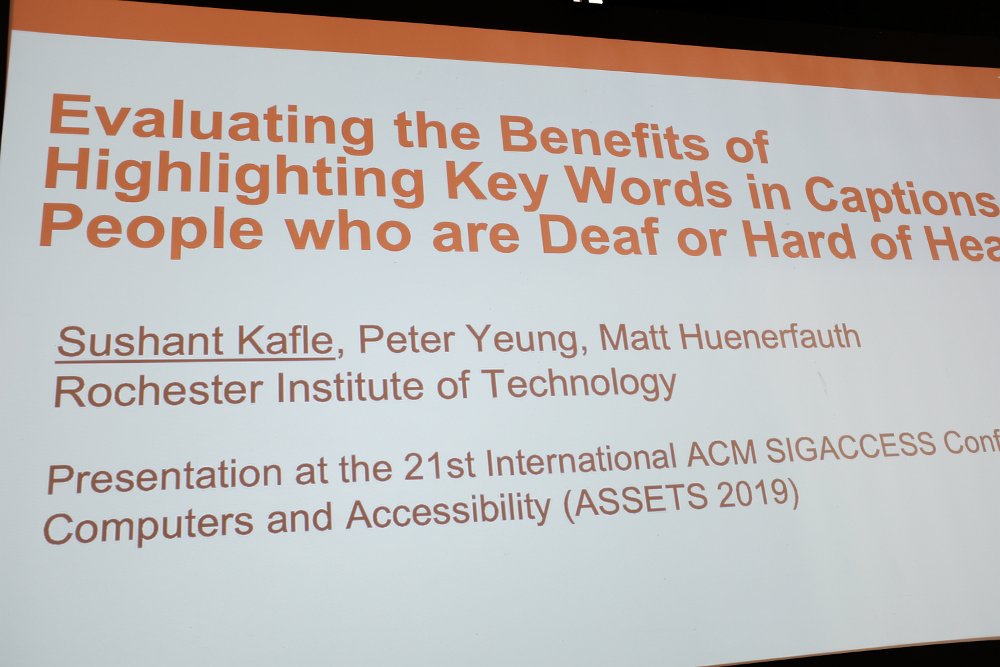 Evaluating the Benefits of
Highlighting Key Words in Captions
People who are Deaf or Hard of
Sushant Kafle, Peter Yeung, Matt Huenerfauth
Rochester Institute of Technology
Presentation at the 21st International ACM SIGACCESS
Computers and Accessibility (ASSETS 2019)